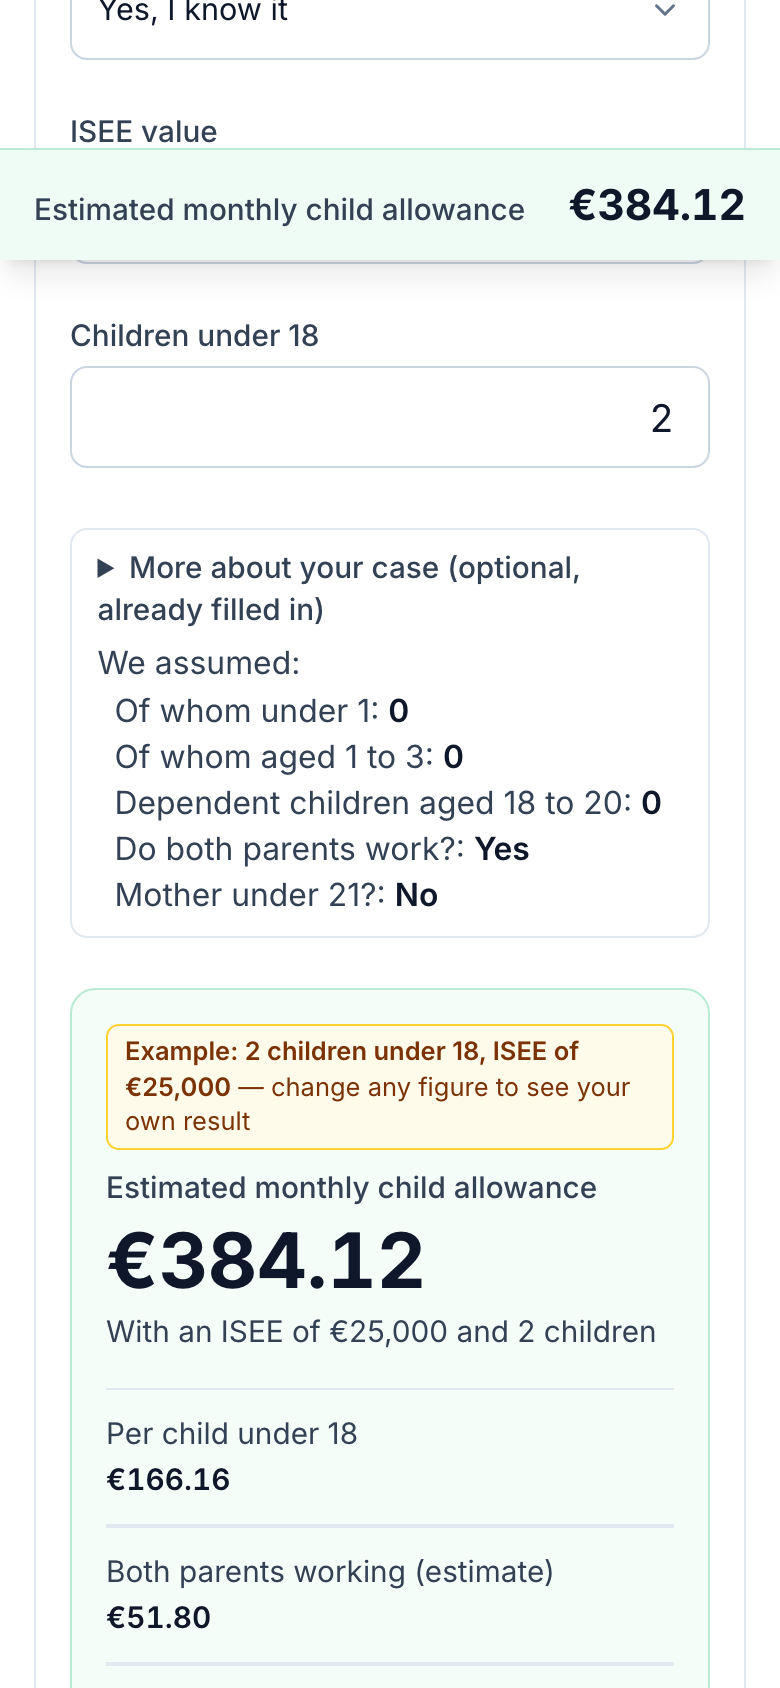 Yes, I know it
ISEE value
Estimated monthly child allowance €384.12
Children under 18
2
▶ More about your case (optional,
already filled in)
We assumed:
Of whom under 1: 0
Of whom aged 1 to 3: 0
Dependent children aged 18 to 20: 0
Do both parents work?: Yes
Mother under 21?: No
Example: 2 children under 18, ISEE of
€25,000 — change any figure to see your
own result
Estimated monthly child allowance
€384.12
With an ISEE of €25,000 and 2 children
Per child under 18
€166.16
Both parents working (estimate)
€51.80